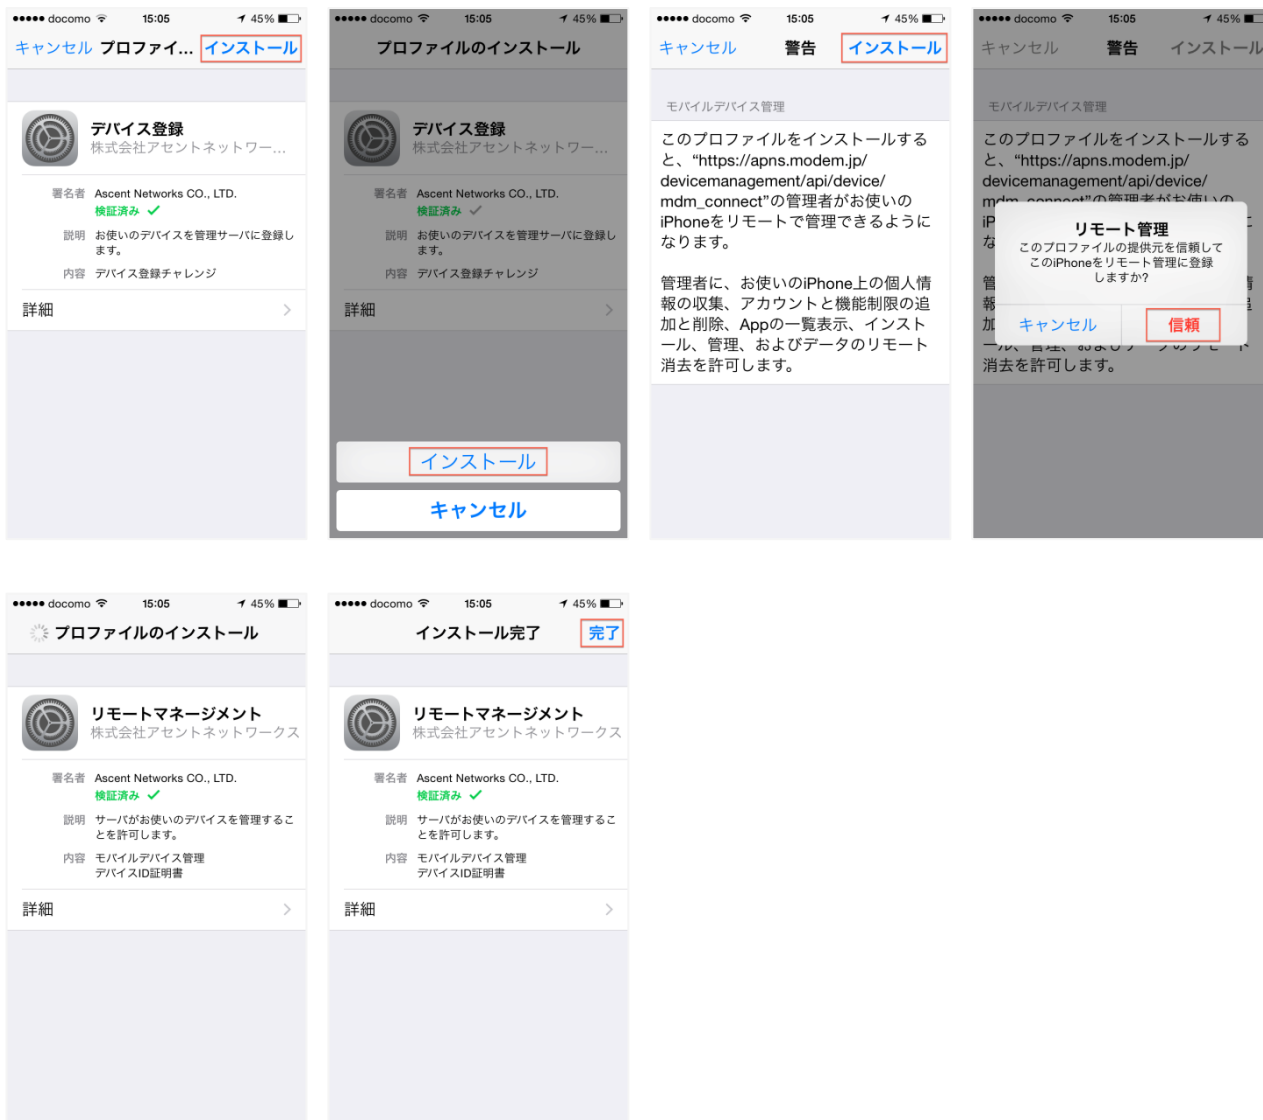 docomo 15:05 45%
キャンセル プロファイ... インストール
デバイス登録
株式会社アセントネットワー...
署名者 Ascent Networks CO., LTD.
検証済み
説明 お使いのデバイスを管理サーバに登録し
ます。
内容 デバイス登録チャレンジ
詳細
docomo 15:05 45%
プロファイルのインストール
デバイス登録
株式会社アセントネットワー...
署名者 Ascent Networks CO., LTD.
検証済み
説明 お使いのデバイスを管理サーバに登録し
ます。
内容 デバイス登録チャレンジ
詳細
インストール
キャンセル
docomo 15:05 45%
キャンセル 警告 インストール
モバイルデバイス管理
このプロファイルをインストールする
と、“https://apns.modem.jp/
devicemanagement/api/device/
mdm_connect”の管理者がお使いの
iPhoneをリモートで管理できるように
なります。
管理者に、お使いのiPhone上の個人情
報の収集、アカウントと機能制限の追
加と削除、Appの一覧表示、インスト
ール、管理、およびデータのリモート
消去を許可します。
docomo 15:05 45%
キャンセル 警告 インストール
モバイルデバイス管理
このプロファイルをインストールする
と、“https://apns.modem.jp/
devicemanagement/api/device/
mdm_connect”の管理者がお使いの
リモート管理
このプロファイルの提供元を信頼して
このiPhoneをリモート管理に登録
しますか?
キャンセル 信頼
ール、管理、およびデータのリモート
消去を許可します。
docomo 15:05 45%
プロファイルのインストール
リモートマネージメント
株式会社アセントネットワークス
署名者 Ascent Networks CO., LTD.
検証済み
説明 サーバがお使いのデバイスを管理するこ
とを許可します。
内容 モバイルデバイス管理
デバイスID証明書
詳細
docomo 15:05 45%
インストール完了 完了
リモートマネージメント
株式会社アセントネットワークス
署名者 Ascent Networks CO., LTD.
検証済み
説明 サーバがお使いのデバイスを管理するこ
とを許可します。
内容 モバイルデバイス管理
デバイスID証明書
詳細